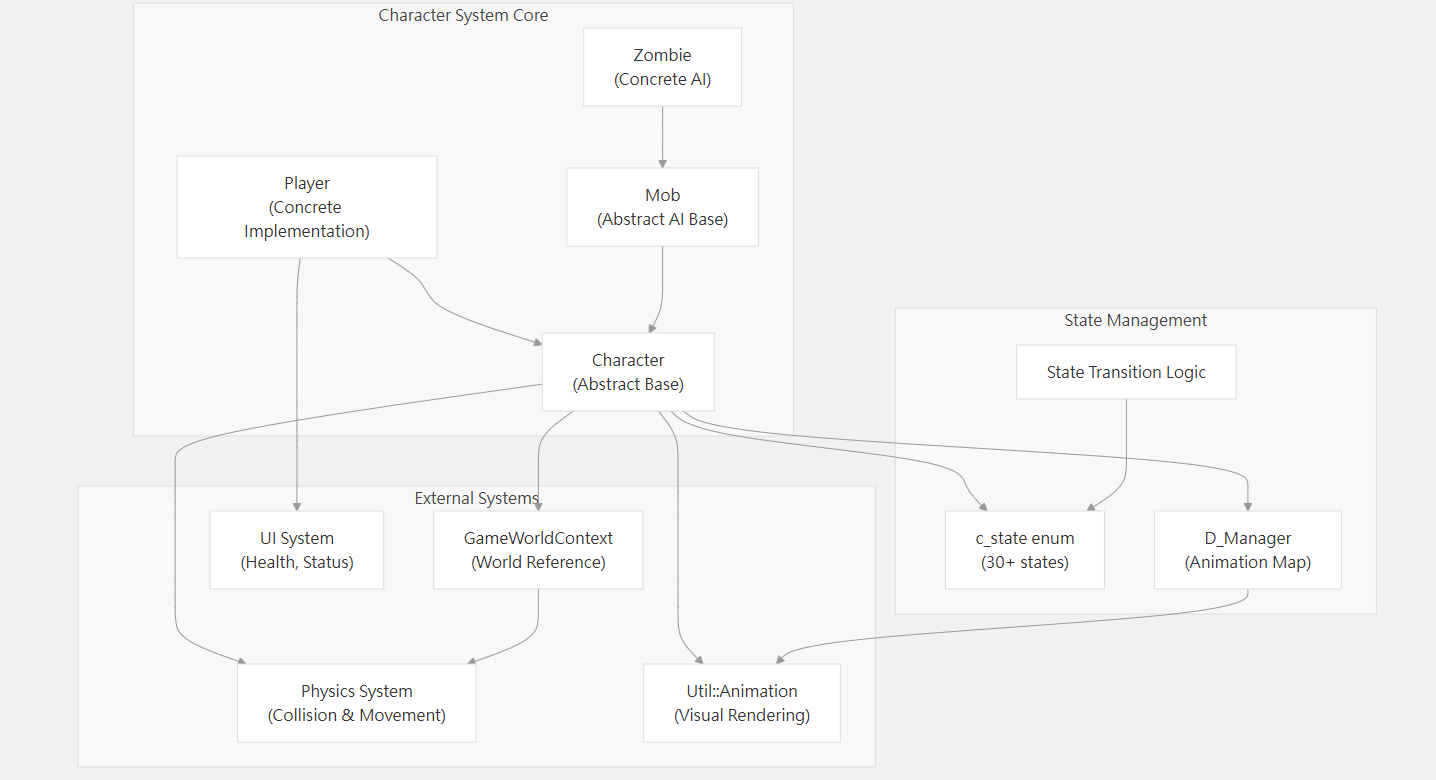 Character System Core
Zombie
(Concrete AI)
Player
(Concrete
Implementation)
Mob
(Abstract AI Base)
Character
(Abstract Base)
State Management
State Transition Logic
c_state enum
(30+ states)
D_Manager
(Animation Map)
External Systems
UI System
(Health, Status)
GameWorldContext
(World Reference)
Physics System
(Collision & Movement)
Util::Animation
(Visual Rendering)